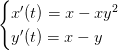 x′(t) = x − xy²
y′(t) = x − y